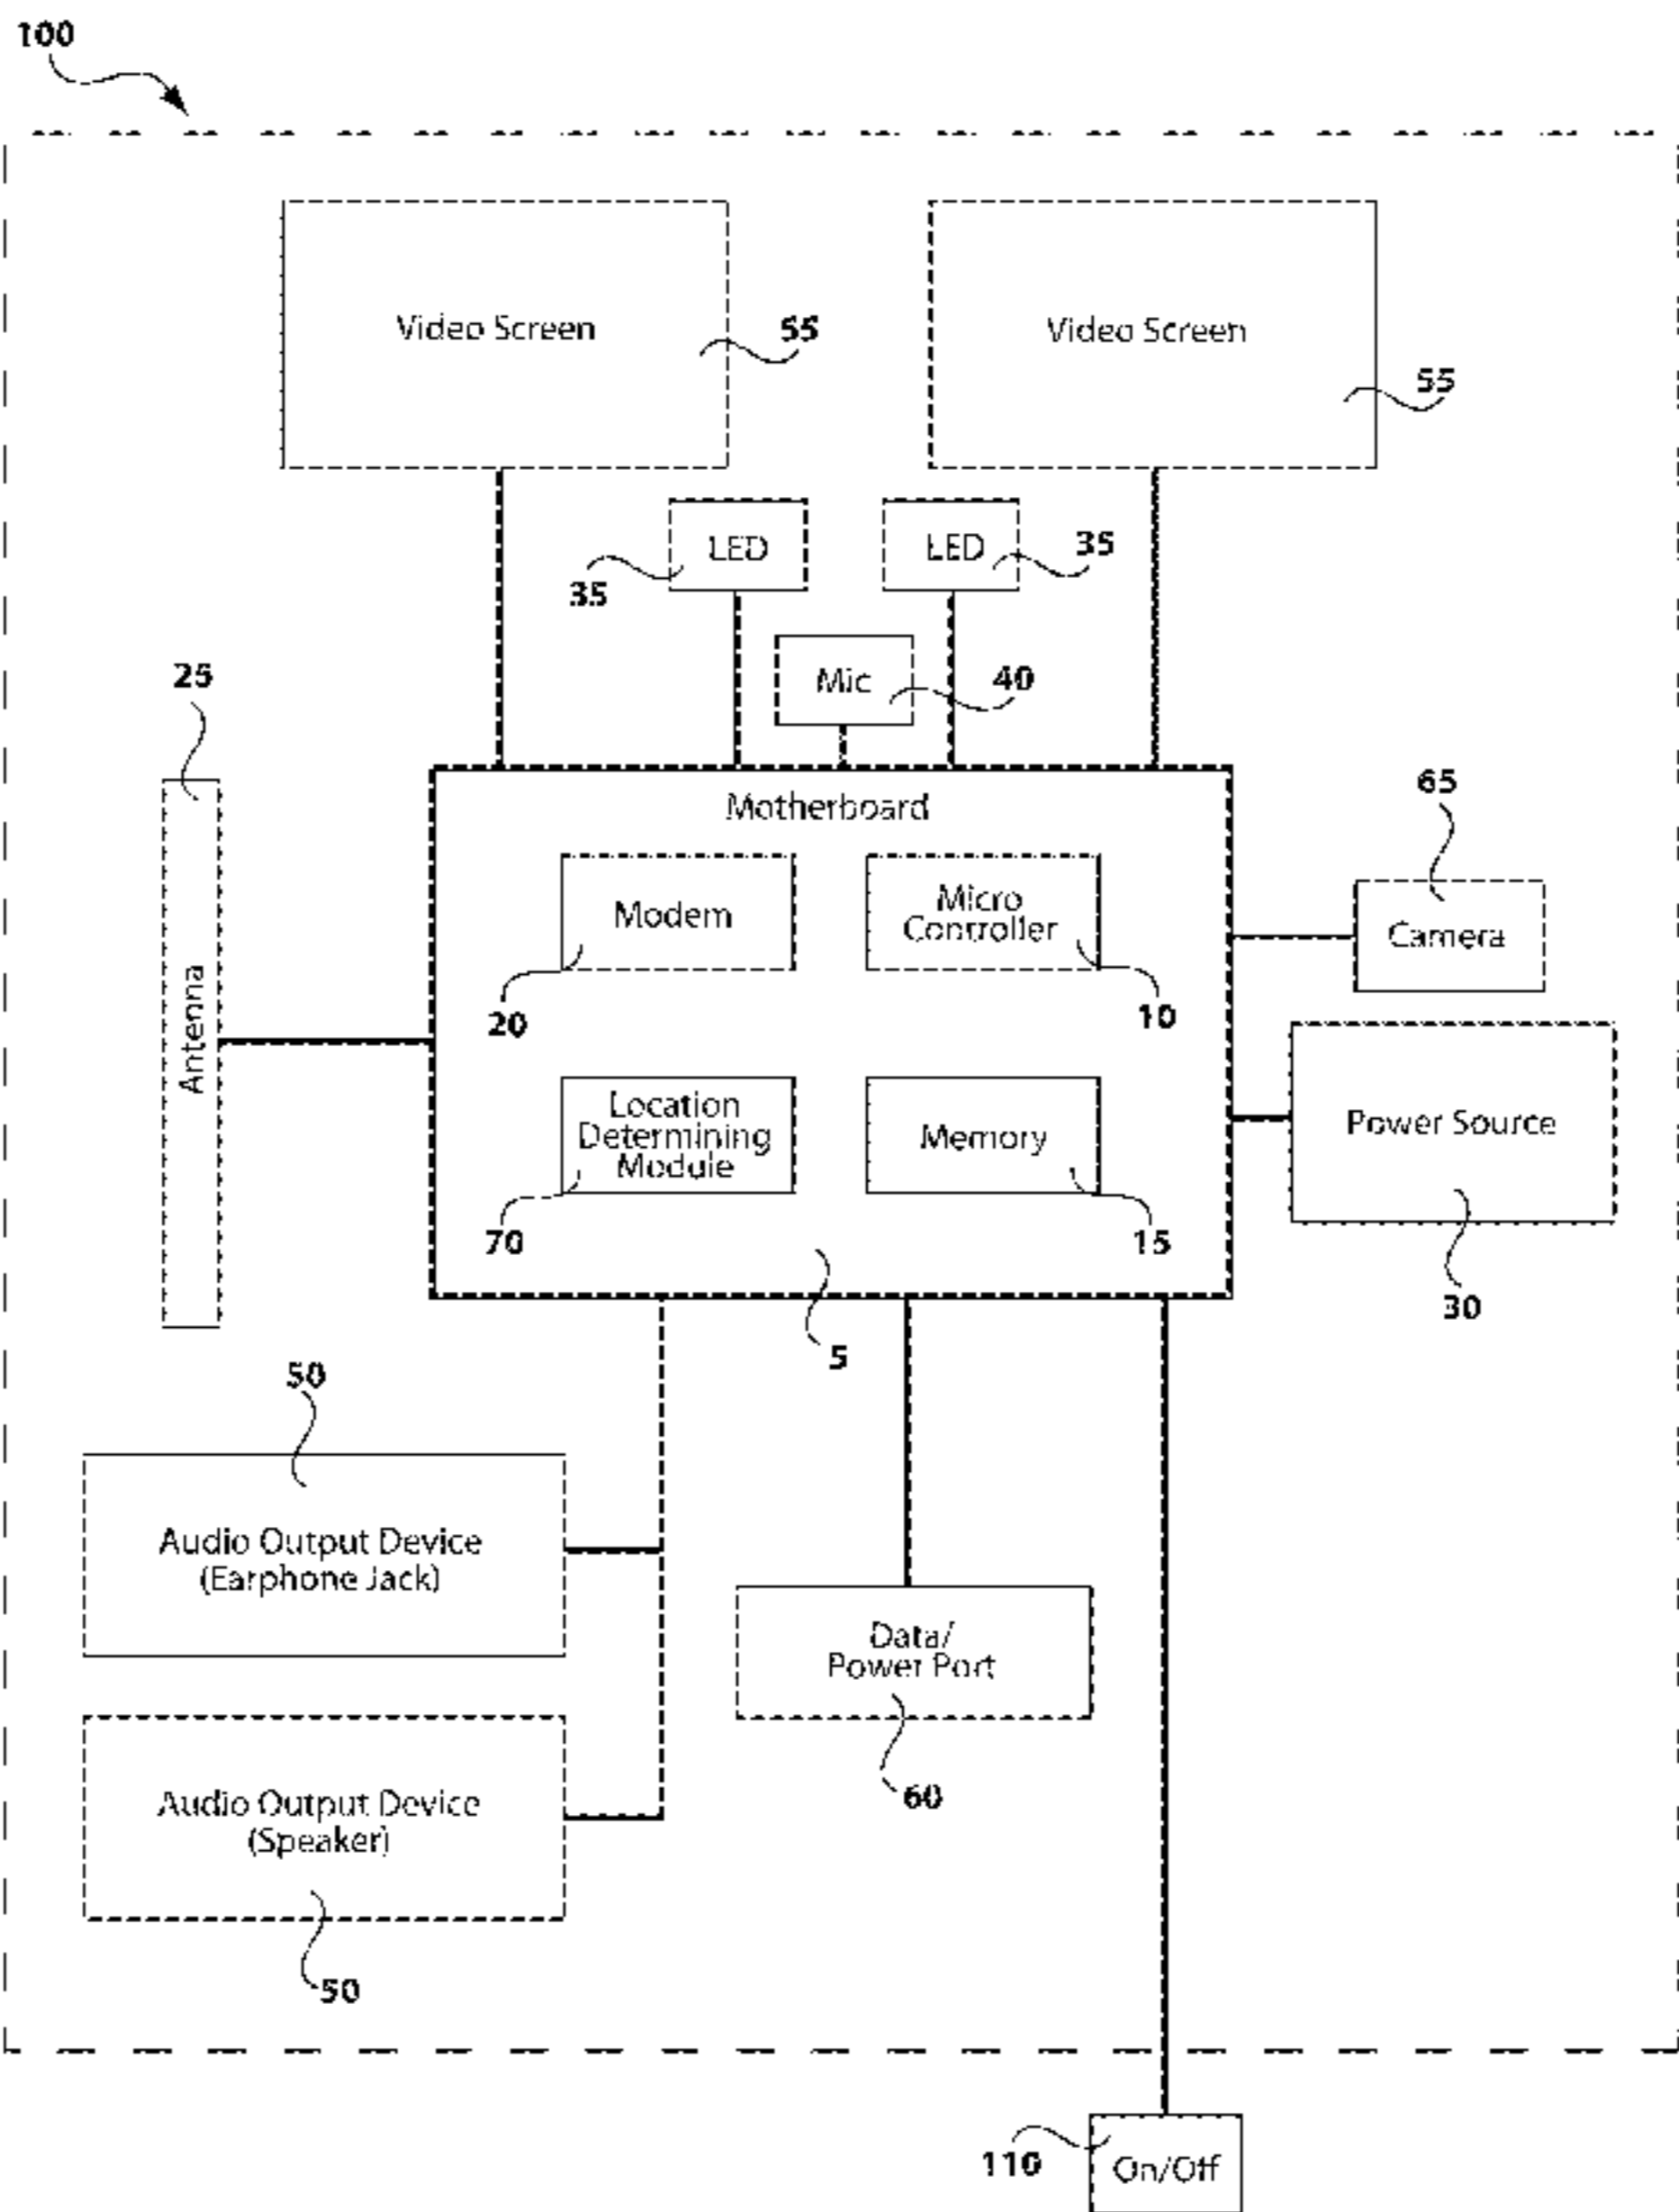 100
Video Screen
55
Video Screen
55
LED
35
LED
35
Mic
40
25
Antenna
Motherboard
Modem
20
Micro
Controller
10
65
Camera
Location
Determining
Module
70
Memory
15
Power Source
30
5
50
Audio Output Device
(Earphone Jack)
Data/
Power Port
60
Audio Output Device
(Speaker)
50
110
On/Off